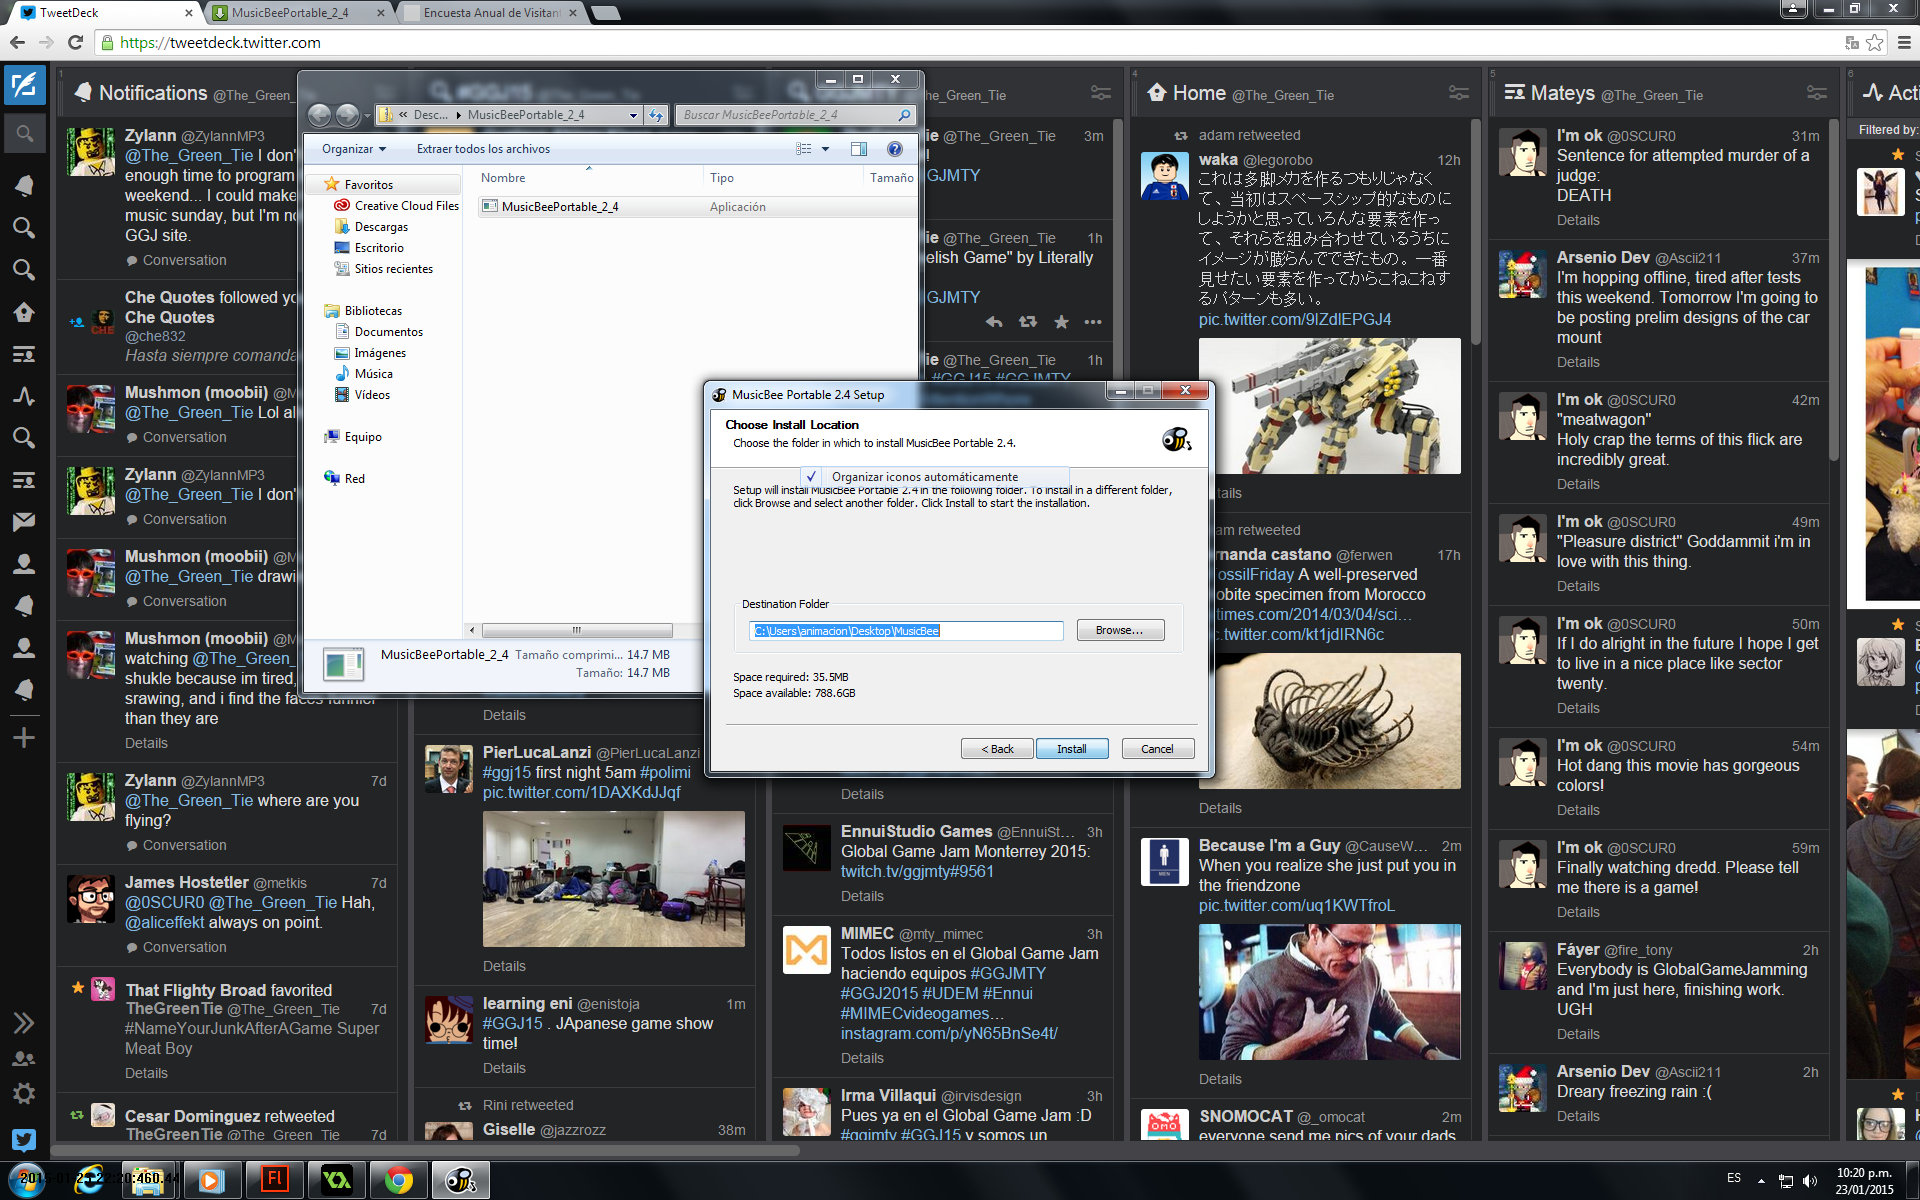 TweetDeck
MusicBeePortable_2_4
Encuesta Anual de Visitan
https://tweetdeck.twitter.com
1
Notifications @The_Green_
Zylann @ZylannMP3
@The_Green_Tie I don'
enough time to program
weekend... I could make
music sunday, but I'm no
GGJ site.
Conversation
Che Quotes followed yo
Che Quotes
@che832
Hasta siempre comanda
Mushmon (moobii) @M
@The_Green_Tie Lol al
Conversation
Zylann @ZylannMP3
@The_Green_Tie I don'
Conversation
Mushmon (moobii) @M
@The_Green_Tie drawi
Conversation
Mushmon (moobii) @M
watching @The_Green_
shukle because im tired,
srawing, and i find the faces funnier
than they are
Details
Zylann @ZylannMP3 7d
@The_Green_Tie where are you
flying?
Conversation
James Hostetler @metkis 7d
@0SCUR0 @The_Green_Tie Hah,
@aliceffekt always on point.
Conversation
That Flighty Broad favorited
TheGreenTie @The_Green_Tie 7d
#NameYourJunkAfterAGame Super
Meat Boy
Details
Cesar Dominguez retweeted
TheGreenTie @The_Green_Tie 7d
#GGJ15
« Desc... MusicBeePortable_2_4
Buscar MusicBeePortable_2_4
Organizar Extraer todos los archivos
Nombre Tipo Tamaño
MusicBeePortable_2_4 Aplicación
Favoritos
Creative Cloud Files
Descargas
Escritorio
Sitios recientes
Bibliotecas
Documentos
Imágenes
Música
Vídeos
Equipo
Red
MusicBeePortable_2_4 Tamaño comprimi... 14.7 MB
Tamaño: 14.7 MB
Details
PierLucaLanzi @PierLucaLanzi
#ggj15 first night 5am #polimi
pic.twitter.com/1DAXKdJJqf
Details
learning eni @enistoja 1m
#GGJ15 . JApanese game show
time!
Details
Rini retweeted
Giselle @jazzrozz 38m
@The_Green_Tie
ie @The_Green_Tie 3m
!
GJMTY
ie @The_Green_Tie 1h
elish Game" by Literally
GJMTY
ie @The_Green_Tie 1h
#GGJ15 #GGJMTY
MusicBee Portable 2.4 Setup
Choose Install Location
Choose the folder in which to install MusicBee Portable 2.4.
Organizar iconos automáticamente
Setup will install MusicBee Portable 2.4 in the following folder. To install in a different folder,
click Browse and select another folder. Click Install to start the installation.
Destination Folder
C:\Users\animacion\Desktop\MusicBee
Browse...
Space required: 35.5MB
Space available: 788.6GB
< Back Install Cancel
Details
EnnuiStudio Games @EnnuiSt... 3h
Global Game Jam Monterrey 2015:
twitch.tv/ggjmty#9561
Details
MIMEC @mty_mimec 3h
Todos listos en el Global Game Jam
haciendo equipos #GGJMTY
#GGJ2015 #UDEM #Ennui
#MIMECvideogames...
instagram.com/p/yN65BnSe4t/
Details
Irma Villaqui @irvisdesign 3h
Pues ya en el Global Game Jam :D
#ggjmty #GGJ15 y somos un
4
Home @The_Green_Tie
adam retweeted
waka @legorobo 12h
これは多脚メカを作るつもりじゃなく
て、当初はスペースシップ的なものに
しようかと思っていろんな要素を作っ
て、それらを組み合わせているうちに
イメージが膨らんでできたもの。一番
見せたい要素を作ってからこねこねす
るパターンも多い。
pic.twitter.com/9lZdlEPGJ4
tails
am retweeted
rnanda castano @ferwen 17h
ossilFriday A well-preserved
obite specimen from Morocco
times.com/2014/03/04/sci...
c.twitter.com/kt1jdIRN6c
Details
Because I'm a Guy @CauseW... 2m
When you realize she just put you in
the friendzone
pic.twitter.com/uq1KWTfroL
MEN
Details
SNOMOCAT @_omocat 2m
everyone send me pics of your dads
OMO
CAT
5
Mateys @The_Green_Tie
I'm ok @0SCUR0 31m
Sentence for attempted murder of a
judge:
DEATH
Details
Arsenio Dev @Ascii211 37m
I'm hopping offline, tired after tests
this weekend. Tomorrow I'm going to
be posting prelim designs of the car
mount
Details
I'm ok @0SCUR0 42m
"meatwagon"
Holy crap the terms of this flick are
incredibly great.
Details
I'm ok @0SCUR0 49m
"Pleasure district" Goddammit i'm in
love with this thing.
Details
I'm ok @0SCUR0 50m
If I do alright in the future I hope I get
to live in a nice place like sector
twenty.
Details
I'm ok @0SCUR0 54m
Hot dang this movie has gorgeous
colors!
Details
I'm ok @0SCUR0 59m
Finally watching dredd. Please tell
me there is a game!
Details
Fáyer @fire_tony 2h
Everybody is GlobalGameJamming
and I'm just here, finishing work.
UGH
Details
Arsenio Dev @Ascii211 2h
Dreary freezing rain :(
Details
6
Acti
Filtered by:
Fl
ES
10:20 p.m.
23/01/2015